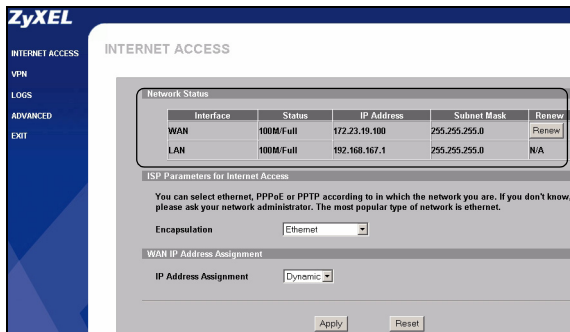 ZyXEL
INTERNET ACCESS
VPN
LOGS
ADVANCED
EXIT
INTERNET ACCESS
Network Status
Interface Status IP Address Subnet Mask Renew
WAN 100M/Full 172.23.19.100 255.255.255.0 Renew
LAN 100M/Full 192.168.167.1 255.255.255.0 N/A
ISP Parameters for Internet Access
You can select ethernet, PPPoE or PPTP according to in which the network you are. If you don't know,
please ask your network administrator. The most popular type of network is ethernet.
Encapsulation Ethernet
WAN IP Address Assignment
IP Address Assignment Dynamic
Apply Reset